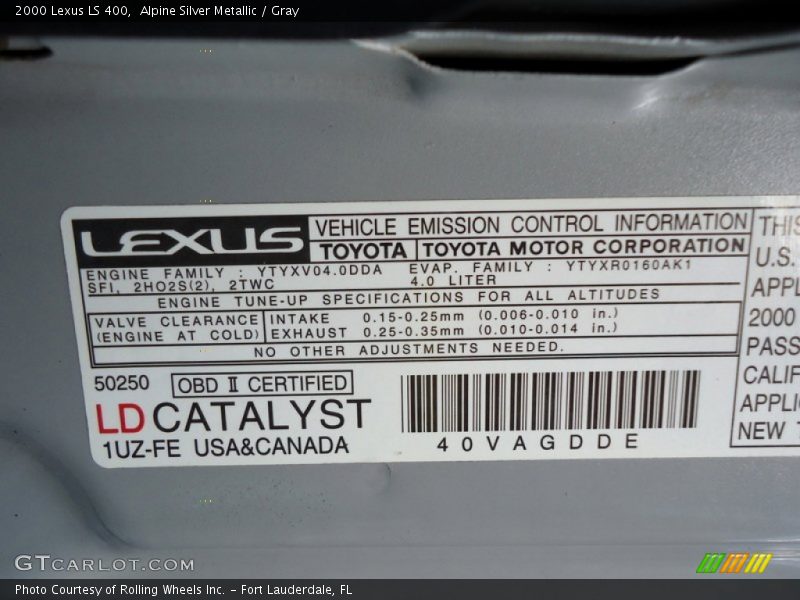 2000 Lexus LS 400, Alpine Silver Metallic / Gray
LEXUS
VEHICLE EMISSION CONTROL INFORMATION
TOYOTA TOYOTA MOTOR CORPORATION
ENGINE FAMILY : YTYXV04.0DDA EVAP. FAMILY : YTYXR0160AK1
SFI, 2HO2S(2), 2TWC 4.0 LITER
ENGINE TUNE-UP SPECIFICATIONS FOR ALL ALTITUDES
VALVE CLEARANCE INTAKE 0.15-0.25mm (0.006-0.010 in.)
(ENGINE AT COLD) EXHAUST 0.25-0.35mm (0.010-0.014 in.)
NO OTHER ADJUSTMENTS NEEDED.
50250 OBD II CERTIFIED
LD CATALYST
1UZ-FE USA&CANADA
40VAGDDE
THIS
U.S.
APPL
2000
PASS
CALIF
APPLI
NEW
GTCARLOT.COM
Photo Courtesy of Rolling Wheels Inc. – Fort Lauderdale, FL